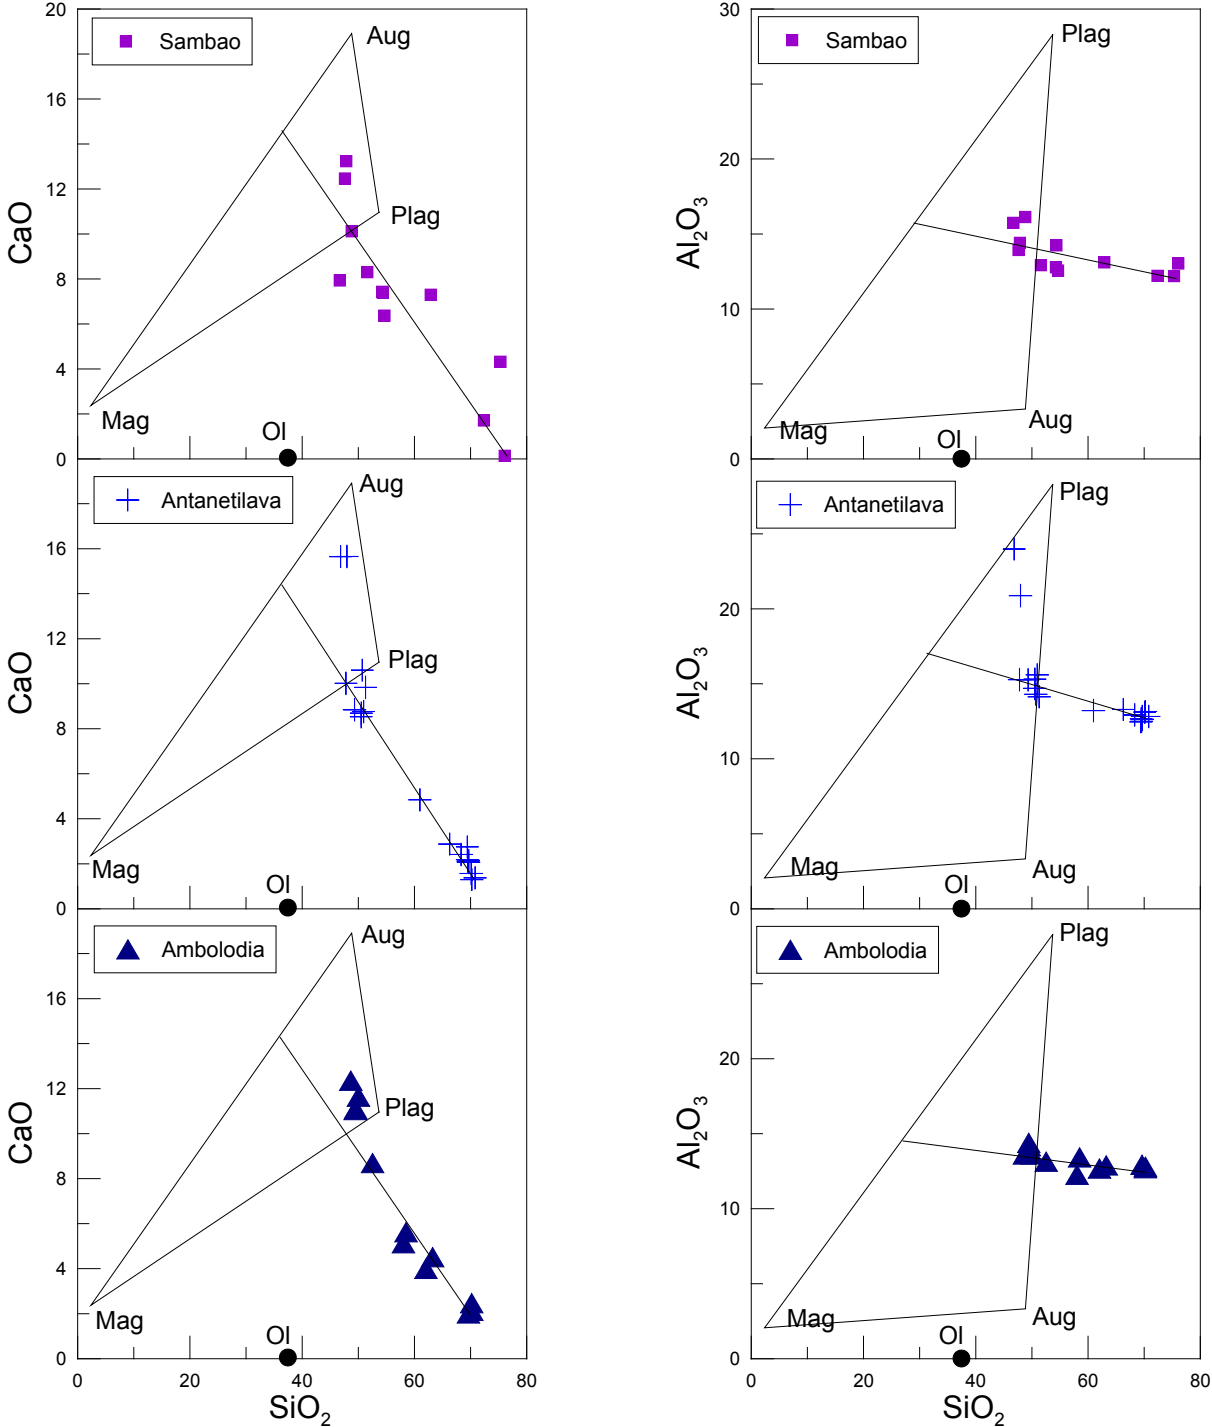 20
16
12
8
4
0
CaO
Sambao
Aug
Plag
Mag
Ol
30
20
10
0
Al₂O₃
Sambao
Plag
Mag
Aug
Ol
16
12
8
4
0
CaO
Antanetilava
Aug
Plag
Mag
Ol
20
10
0
Al₂O₃
Antanetilava
Plag
Mag
Aug
Ol
16
12
8
4
0
CaO
Ambolodia
Aug
Plag
Mag
Ol
0 20 40 60 80
SiO₂
20
10
0
Al₂O₃
Ambolodia
Plag
Mag
Aug
Ol
0 20 40 60 80
SiO₂